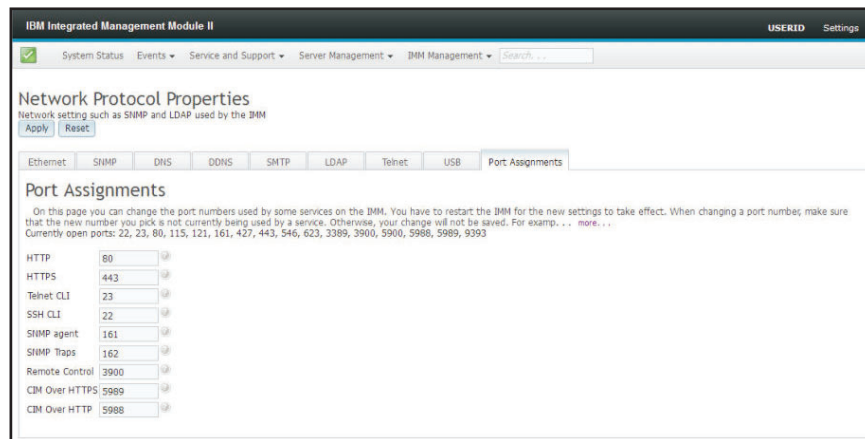 IBM Integrated Management Module II
USERID Settings
System Status Events Service and Support Server Management IMM Management Search. . .
Network Protocol Properties
Network setting such as SNMP and LDAP used by the IMM
Apply Reset
Ethernet SNMP DNS DDNS SMTP LDAP Telnet USB Port Assignments
Port Assignments
On this page you can change the port numbers used by some services on the IMM. You have to restart the IMM for the new settings to take effect. When changing a port number, make sure
that the new number you pick is not currently being used by a service. Otherwise, your change will not be saved. For examp. . . more. . .
Currently open ports: 22, 23, 80, 115, 121, 161, 427, 443, 546, 623, 3389, 3900, 5900, 5988, 5989, 9393
HTTP 80
HTTPS 443
Telnet CLI 23
SSH CLI 22
SNMP agent 161
SNMP Traps 162
Remote Control 3900
CIM Over HTTPS 5989
CIM Over HTTP 5988